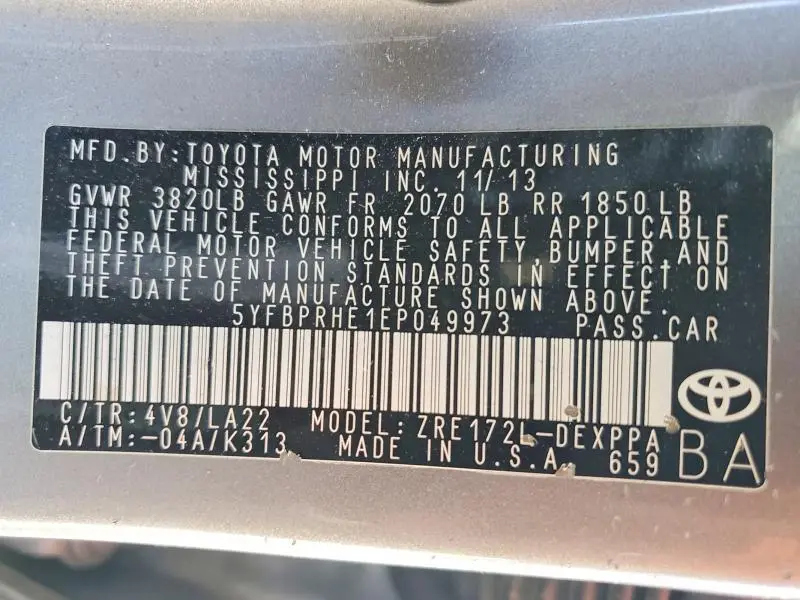 MFD.BY:TOYOTA MOTOR MANUFACTURING
MISSISSIPPI INC. 11/13
GVWR 3820LB GAWR FR 2070LB RR 1850LB
THIS VEHICLE CONFORMS TO ALL APPLICABLE
FEDERAL MOTOR VEHICLE SAFETY,BUMPER,AND
THEFT PREVENTION STANDARDS IN EFFECT ON
THE DATE OF MANUFACTURE SHOWN ABOVE.
5YFBPRHE1EP049973 PASS.CAR
C/TR:4V8/LA22 MODEL:ZRE172L-DEXPPA
A/TM:-04A/K313 MADE IN U.S.A. 659 BA